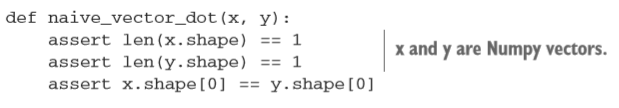 def naive_vector_dot(x, y):
    assert len(x.shape) == 1
    assert len(y.shape) == 1
    assert x.shape[0] == y.shape[0]
x and y are Numpy vectors.